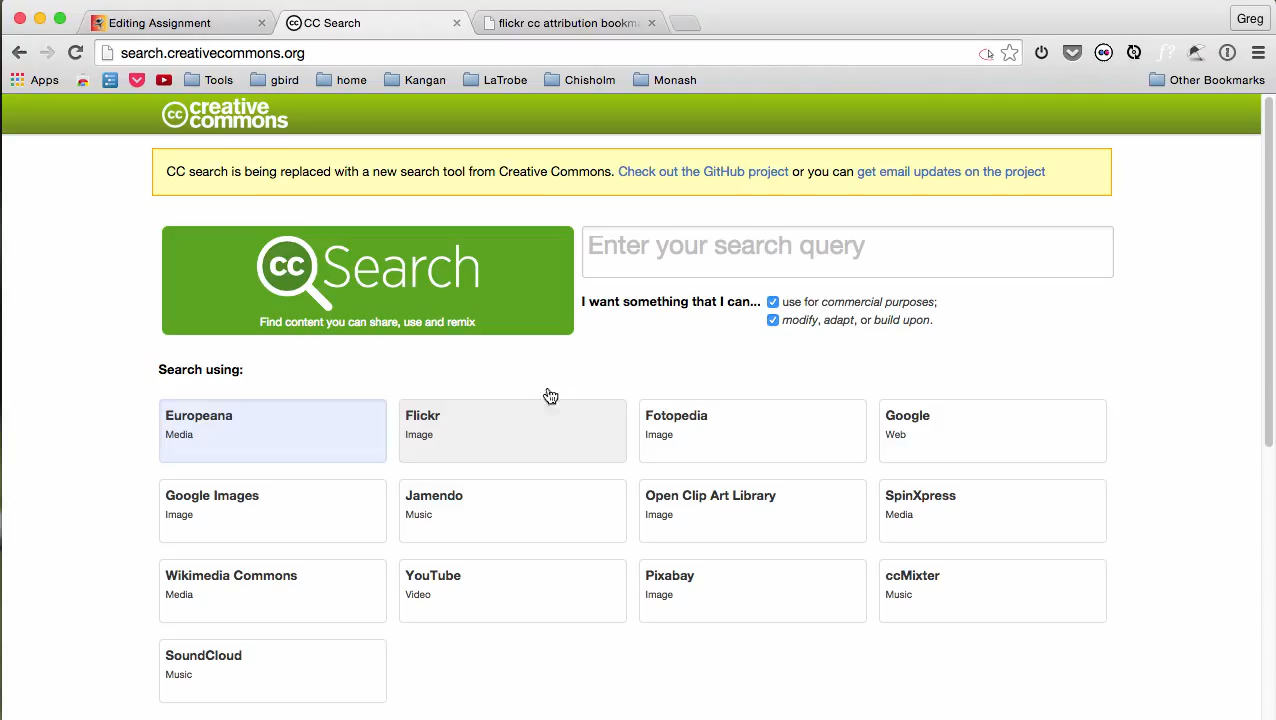 Editing Assignment
CC Search
flickr cc attribution bookm
Greg
search.creativecommons.org
Apps
Tools
gbird
home
Kangan
LaTrobe
Chisholm
Monash
Other Bookmarks
cc creative
commons
CC search is being replaced with a new search tool from Creative Commons. Check out the GitHub project or you can get email updates on the project
cc Search
Find content you can share, use and remix
Enter your search query
I want something that I can... use for commercial purposes;
modify, adapt, or build upon.
Search using:
Europeana
Media
Flickr
Image
Fotopedia
Image
Google
Web
Google Images
Image
Jamendo
Music
Open Clip Art Library
Image
SpinXpress
Media
Wikimedia Commons
Media
YouTube
Video
Pixabay
Image
ccMixter
Music
SoundCloud
Music